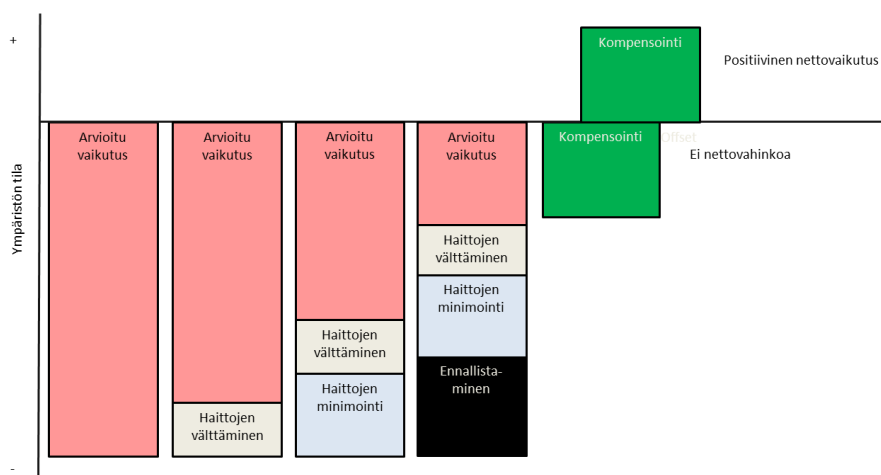 +
Kompensointi
Positiivinen nettovaikutus
Arvioitu
vaikutus
Arvioitu
vaikutus
Arvioitu
vaikutus
Arvioitu
vaikutus
Kompensointi
Offset
Ei nettovahinkoa
Ympäristön tila
Haittojen
välttäminen
Haittojen
minimointi
Haittojen
välttäminen
Haittojen
minimointi
Ennallista-
minen
Haittojen
välttäminen
-